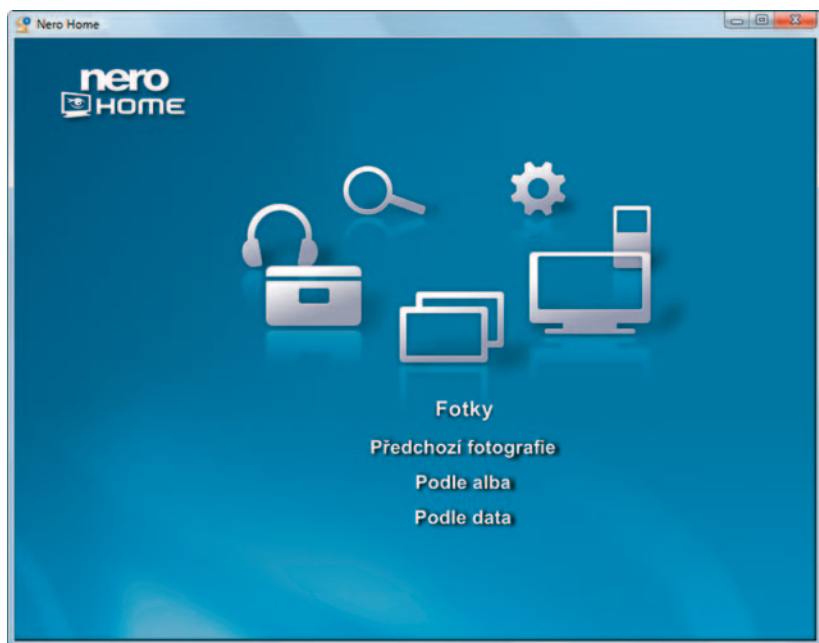 Nero Home
nero
HOME
Fotky
Předchozí fotografie
Podle alba
Podle data